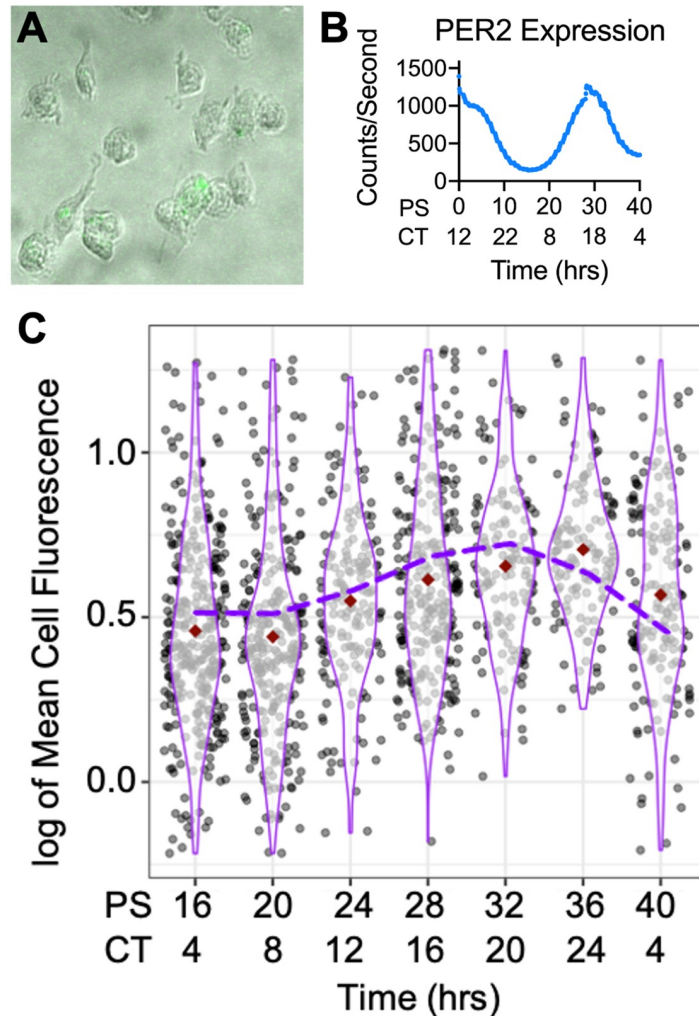 A
B
PER2 Expression
Counts/Second
1500
1000
500
0
PS 0 10 20 30 40
CT 12 22 8 18 4
Time (hrs)
C
log of Mean Cell Fluorescence
1.0
0.5
0.0
PS 16 20 24 28 32 36 40
CT 4 8 12 16 20 24 4
Time (hrs)